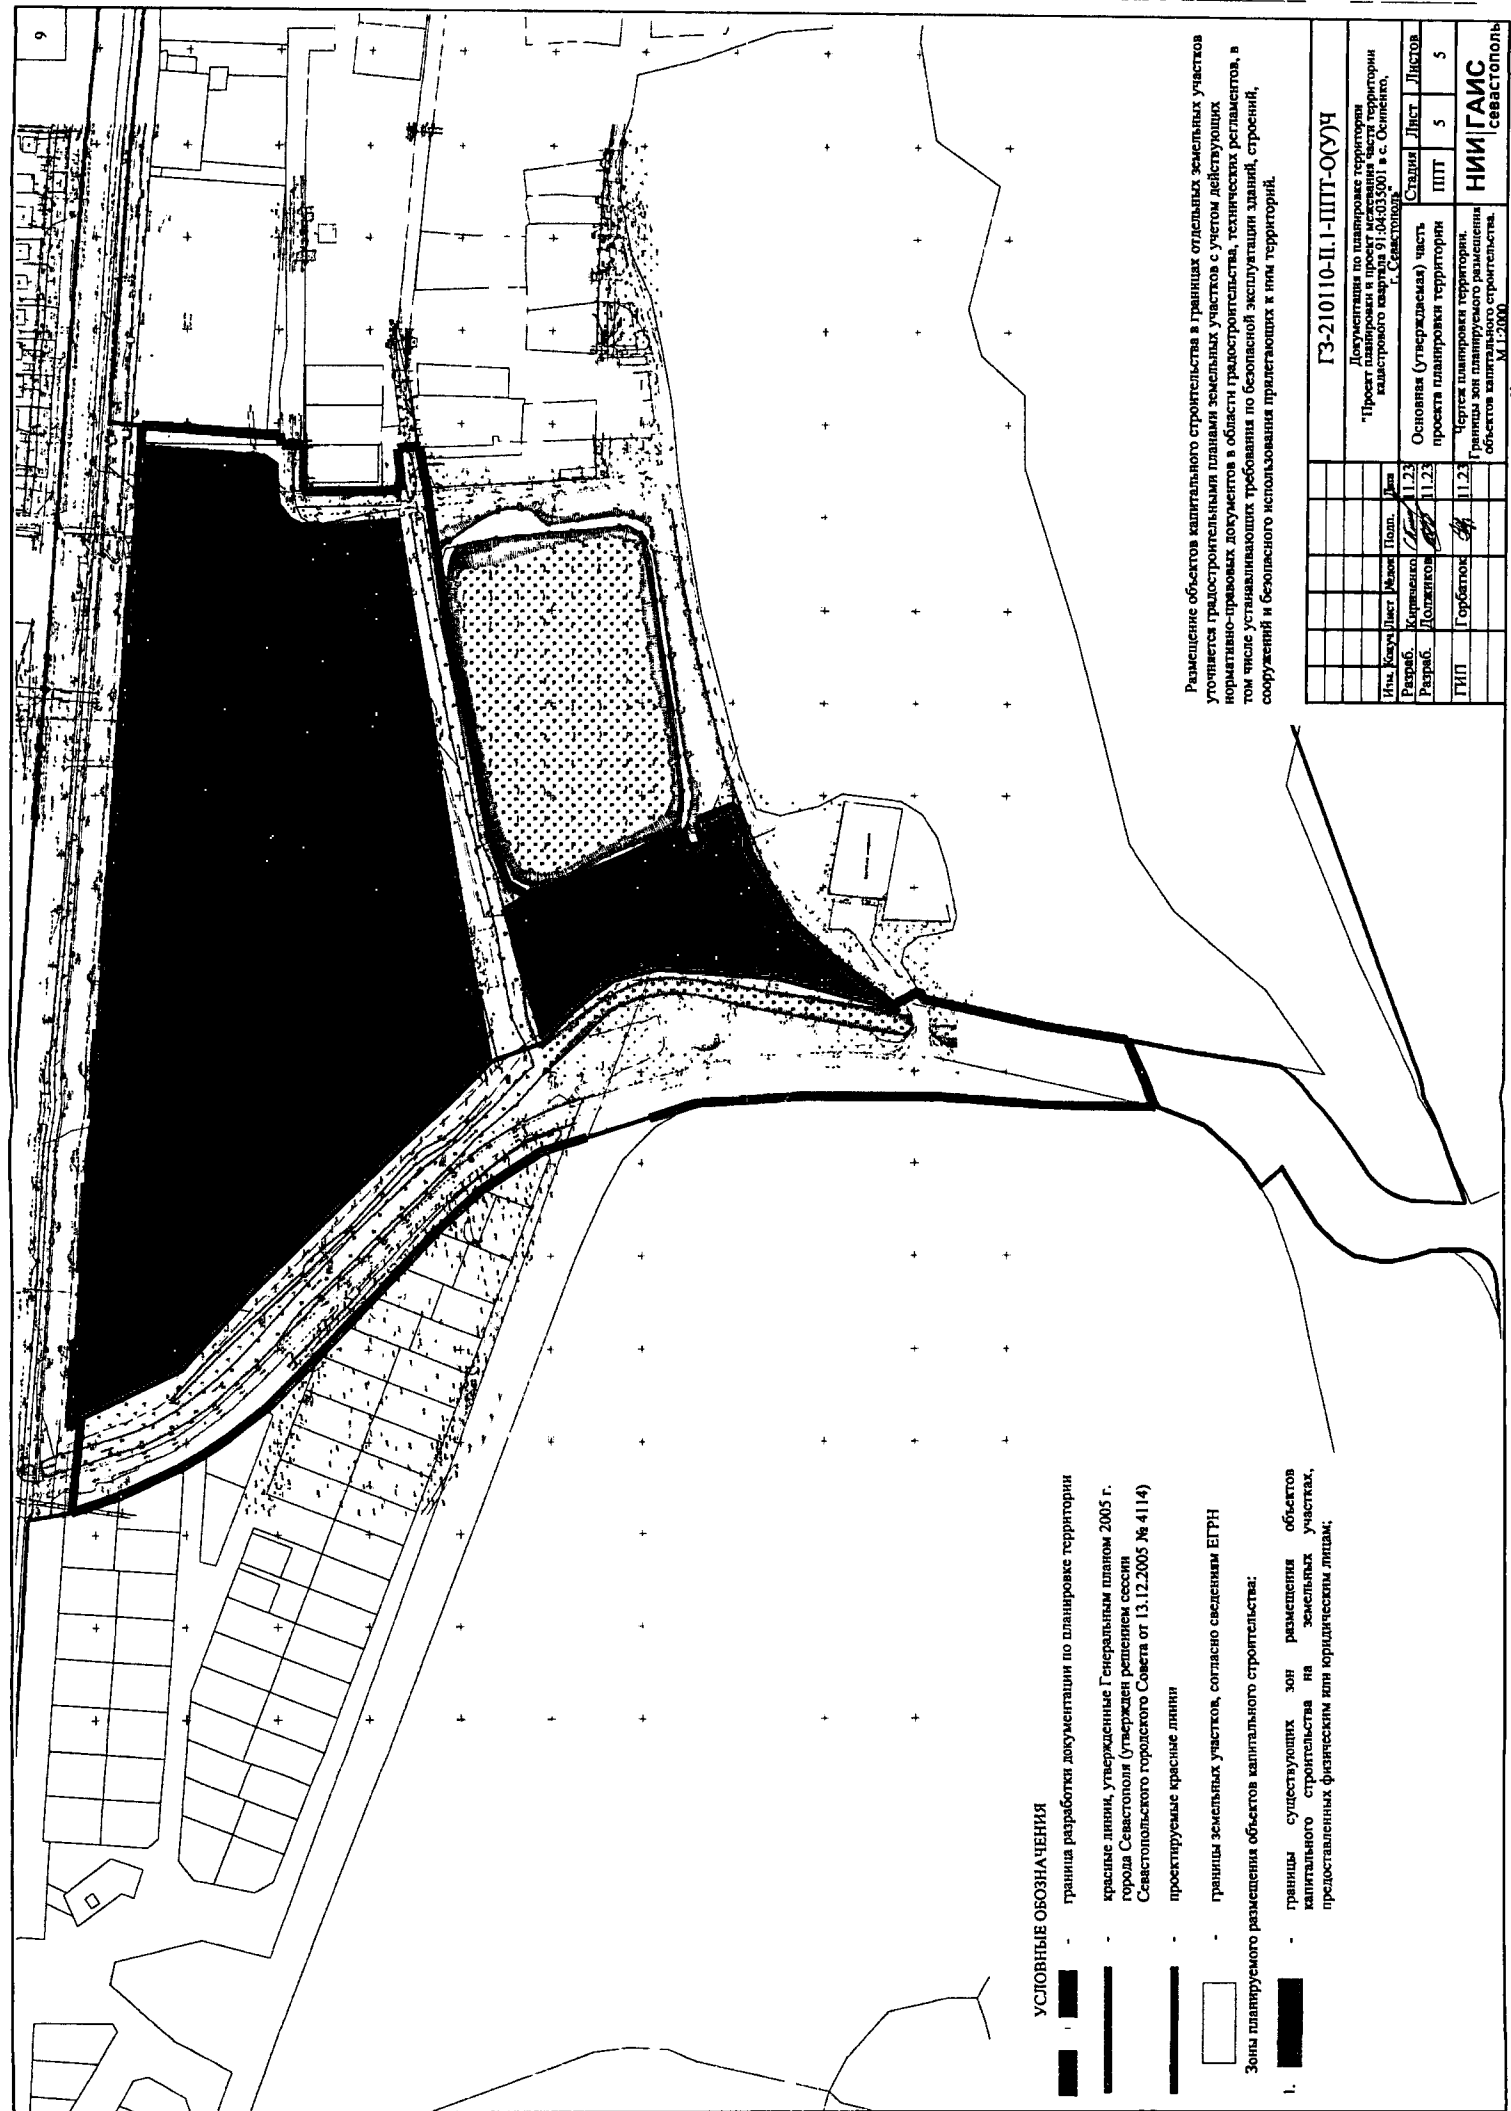 9
Размещение объектов капитального строительства в границах отдельных земельных участков
уточняется градостроительными планами земельных участков с учетом действующих
нормативно-правовых документов в области градостроительства, технических регламентов, в
том числе устанавливающих требования по безопасной эксплуатации зданий, строений,
сооружений и безопасного использования прилегающих к ним территорий.
УСЛОВНЫЕ ОБОЗНАЧЕНИЯ
- граница разработки документации по планировке территории
- красные линии, утвержденные Генеральным планом 2005 г.
города Севастополя (утвержден решением сессии
Севастопольского городского Совета от 13.12.2005 № 4114)
- проектируемые красные линии
- границы земельных участков, согласно сведениям ЕГРН
Зоны планируемого размещения объектов капитального строительства:
1. - границы существующих зон размещения объектов
капитального строительства на земельных участках,
предоставленных физическим или юридическим лицам;
ГЗ-210110-П.1-ППТ-О(У)Ч
Документация по планировке территории
"Проект планировки и проект межевания части территории
кадастрового квартала 91:04:035001 в с. Осипенко,
г. Севастополь"
Изм. Кол.уч Лист №док Подп. Дата
Разраб. Кириченко 11.23
Разраб. Должиков 11.23
ГИП Горбатюк 11.23
Основная (утверждаемая) часть
проекта планировки территории
Стадия Лист Листов
ППТ 5 5
Чертеж планировки территории.
Границы зон планируемого размещения
объектов капитального строительства.
М 1:2000
НИИ ГАИС
севастополь